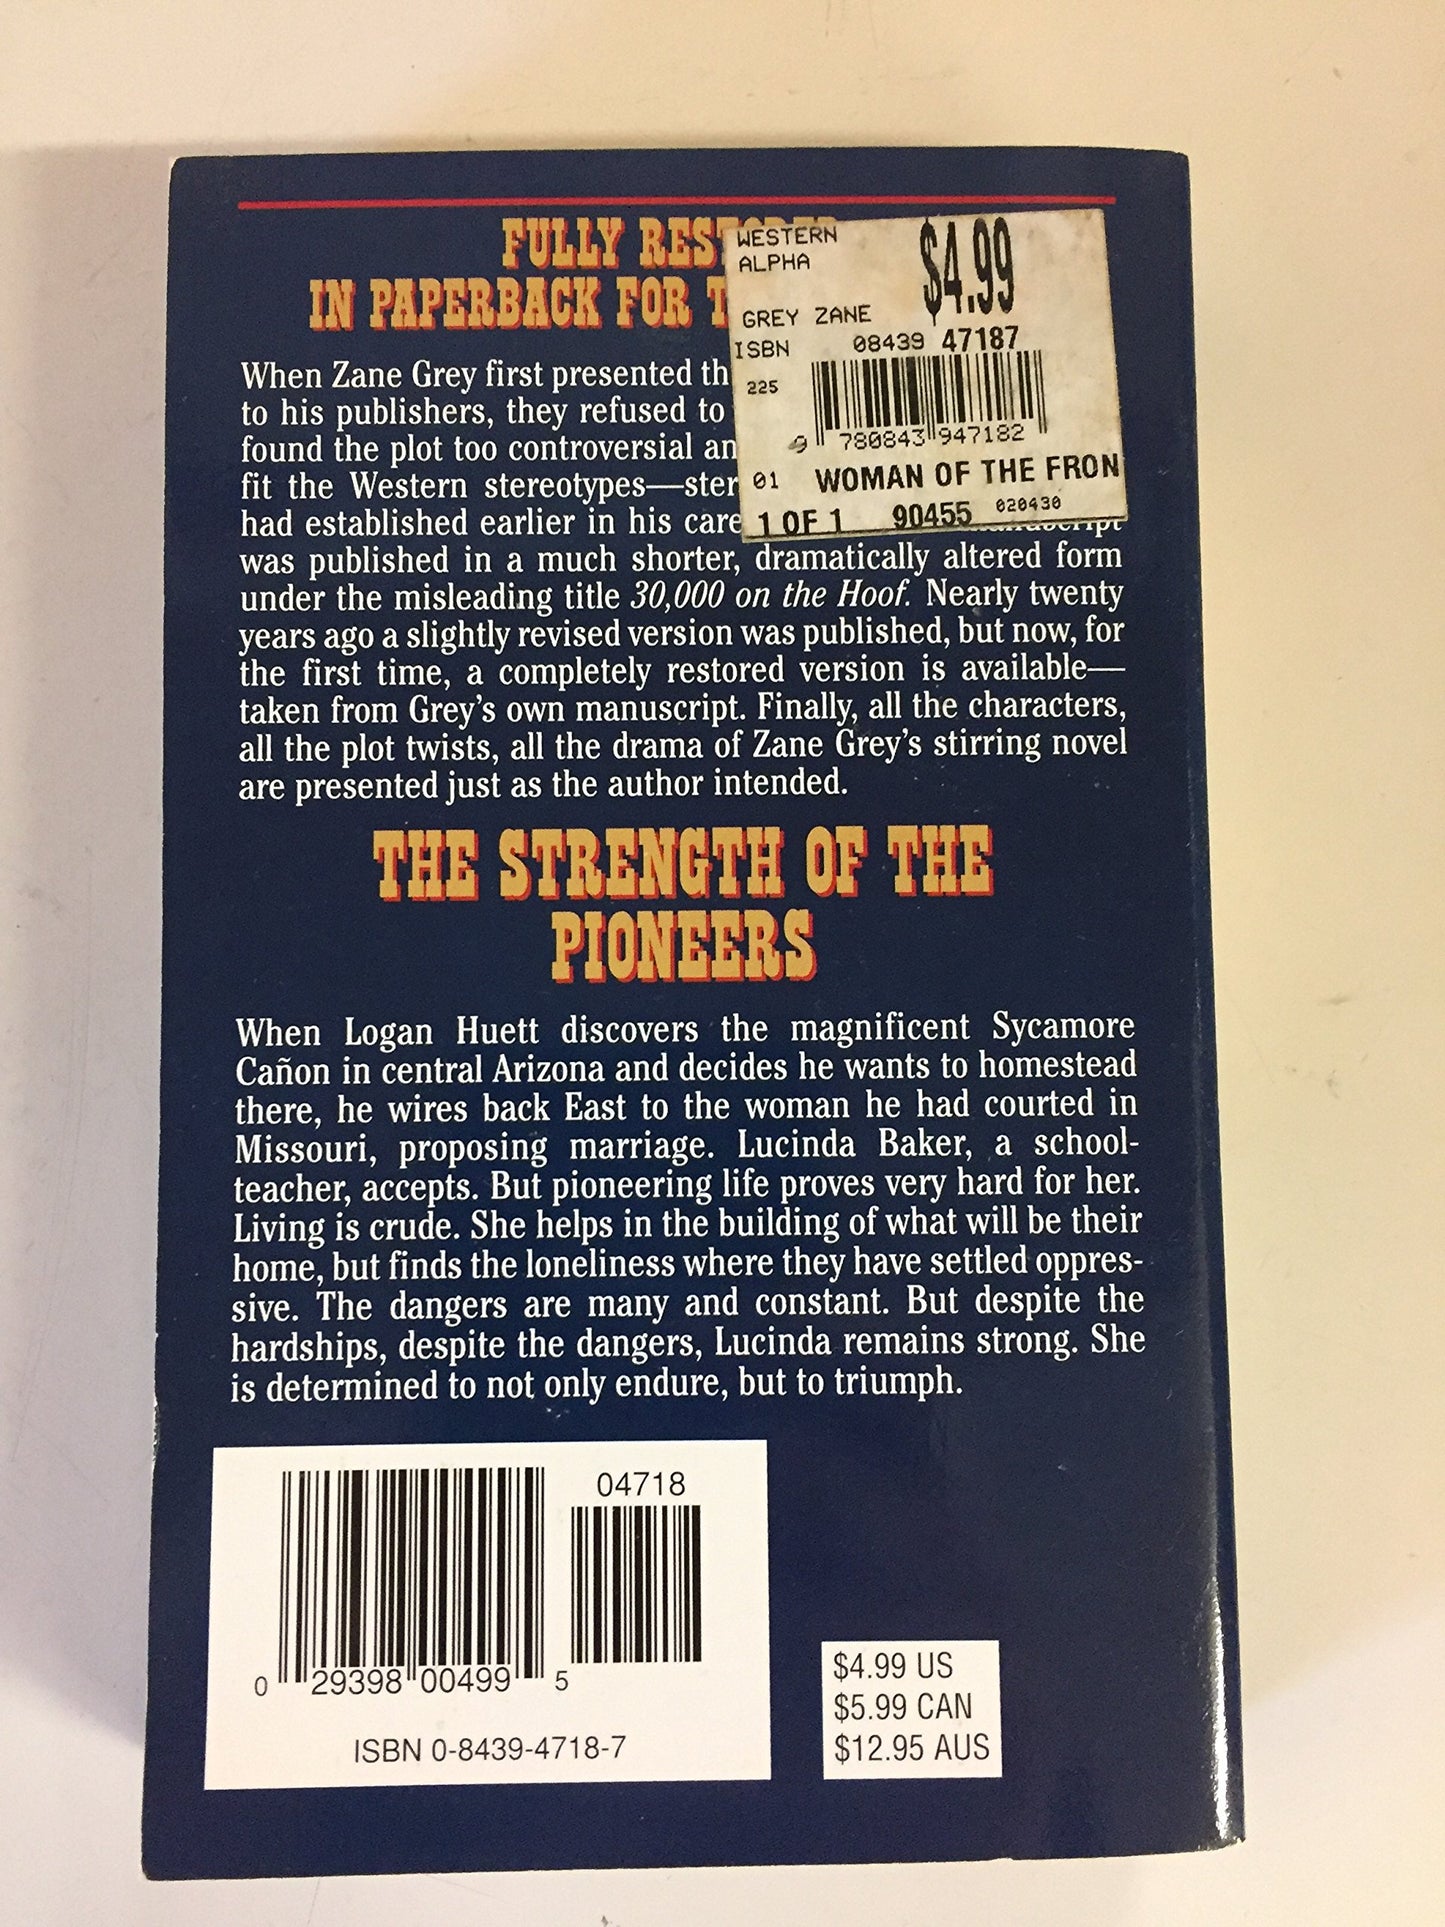 FULLY RESTORED
IN PAPERBACK FOR T
WESTERN
ALPHA
$4.99
GREY ZANE
ISBN 08439 47187
225
9 780843 947182
01 WOMAN OF THE FRON
1 OF 1 90455 020430
When Zane Grey first presented th
to his publishers, they refused to
found the plot too controversial an
fit the Western stereotypes—ster
had established earlier in his care
was published in a much shorter, dramatically altered form
under the misleading title 30,000 on the Hoof. Nearly twenty
years ago a slightly revised version was published, but now, for
the first time, a completely restored version is available—
taken from Grey's own manuscript. Finally, all the characters,
all the plot twists, all the drama of Zane Grey's stirring novel
are presented just as the author intended.
THE STRENGTH OF THE
PIONEERS
When Logan Huett discovers the magnificent Sycamore
Cañon in central Arizona and decides he wants to homestead
there, he wires back East to the woman he had courted in
Missouri, proposing marriage. Lucinda Baker, a school-
teacher, accepts. But pioneering life proves very hard for her.
Living is crude. She helps in the building of what will be their
home, but finds the loneliness where they have settled oppres-
sive. The dangers are many and constant. But despite the
hardships, despite the dangers, Lucinda remains strong. She
is determined to not only endure, but to triumph.
04718
0 29398 00499 5
ISBN 0-8439-4718-7
$4.99 US
$5.99 CAN
$12.95 AUS